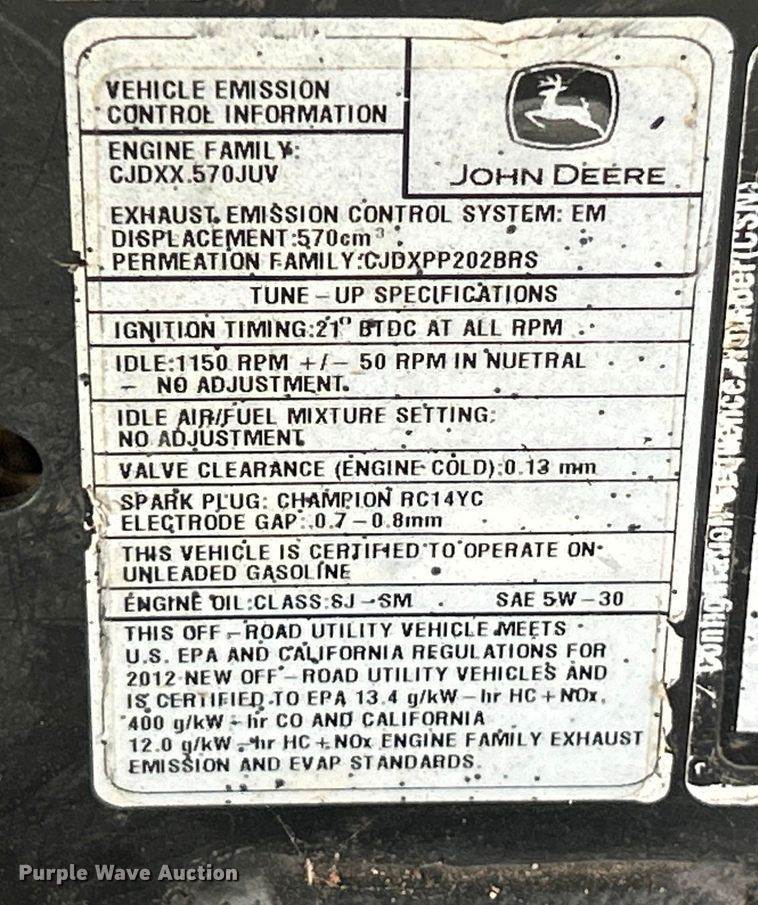 VEHICLE EMISSION
CONTROL INFORMATION
JOHN DEERE
ENGINE FAMILY:
CJDXX.570JUV
EXHAUST EMISSION CONTROL SYSTEM: EM
DISPLACEMENT:570cm³
PERMEATION FAMILY:CJDXPP202BRS
TUNE-UP SPECIFICATIONS
IGNITION TIMING:21° BTDC AT ALL RPM
IDLE:1150 RPM +/- 50 RPM IN NUETRAL
- NO ADJUSTMENT.
IDLE AIR/FUEL MIXTURE SETTING:
NO ADJUSTMENT
VALVE CLEARANCE (ENGINE COLD):0.13 mm
SPARK PLUG: CHAMPION RC14YC
ELECTRODE GAP: 0.7-0.8mm
THIS VEHICLE IS CERTIFIED TO OPERATE ON
UNLEADED GASOLINE
ENGINE OIL:CLASS:SJ-SM SAE 5W-30
THIS OFF-ROAD UTILITY VEHICLE MEETS
U.S. EPA AND CALIFORNIA REGULATIONS FOR
2012 NEW OFF-ROAD UTILITY VEHICLES AND
IS CERTIFIED TO EPA 13.4 g/kW-hr HC+NOx,
400 g/kW-hr CO AND CALIFORNIA
12.0 g/kW-hr HC+NOx ENGINE FAMILY EXHAUST
EMISSION AND EVAP STANDARDS.
Configuration Sequence Number(CSN)
Purple Wave Auction